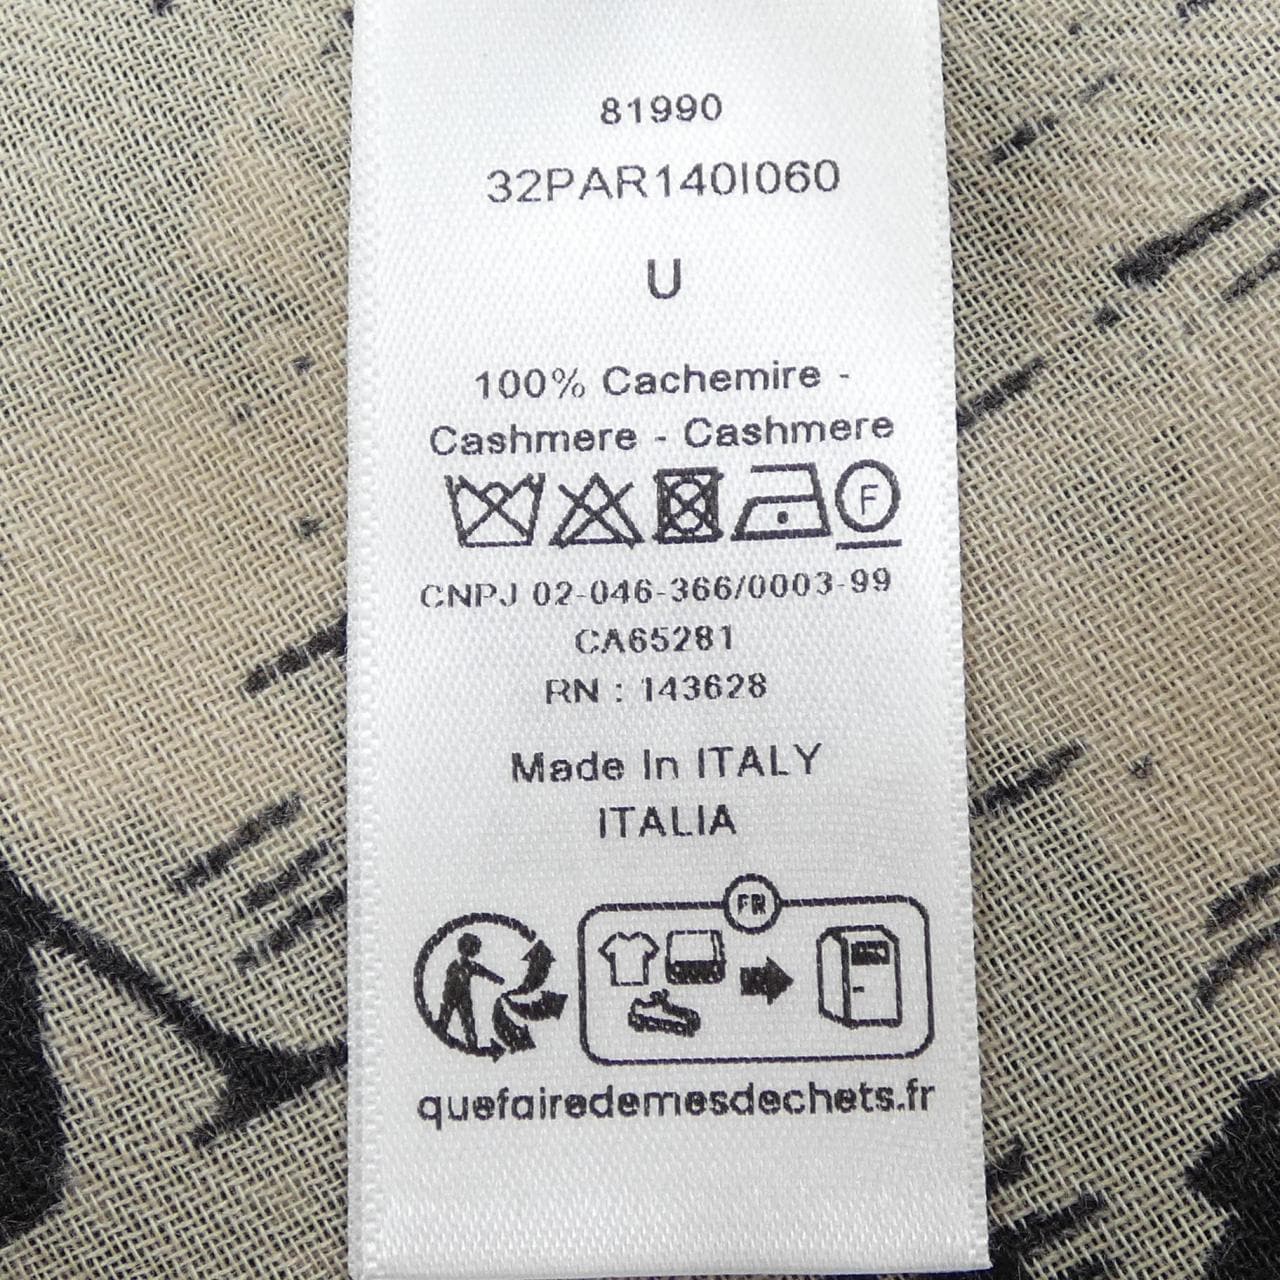 81990
32PAR140I060
U
100% Cachemire -
Cashmere - Cashmere
F
CNPJ 02-046-366/0003-99
CA65281
RN : 143628
Made In ITALY
ITALIA
FR
quefairedemesdechets.fr